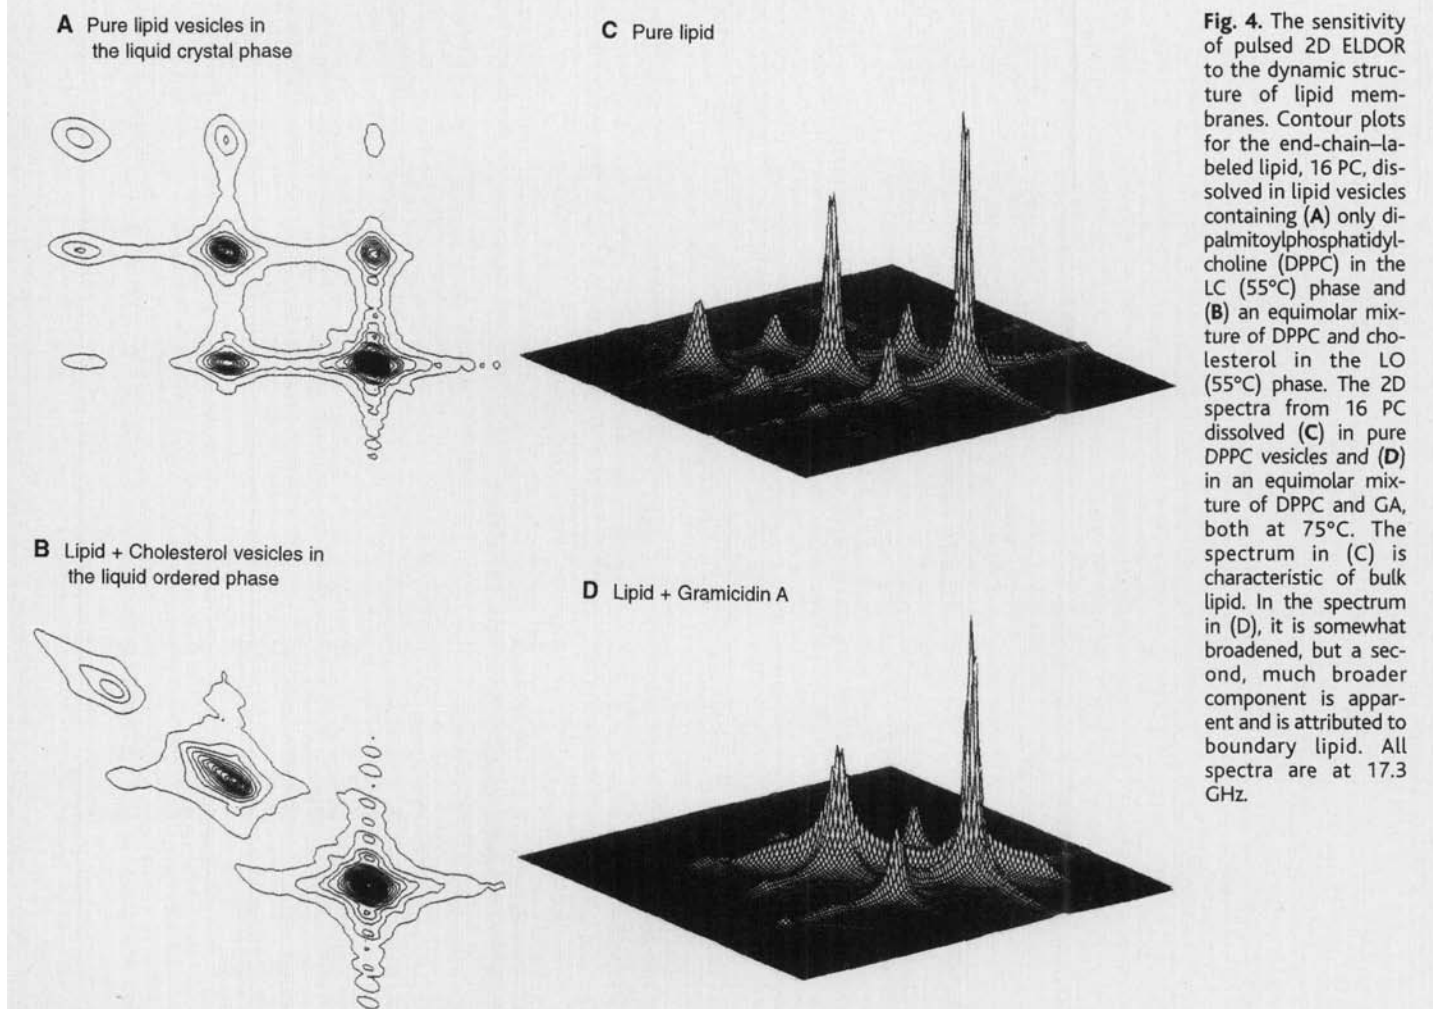 A Pure lipid vesicles in
the liquid crystal phase
C Pure lipid
B Lipid + Cholesterol vesicles in
the liquid ordered phase
D Lipid + Gramicidin A
Fig. 4. The sensitivity
of pulsed 2D ELDOR
to the dynamic struc-
ture of lipid mem-
branes. Contour plots
for the end-chain–la-
beled lipid, 16 PC, dis-
solved in lipid vesicles
containing (A) only di-
palmitoylphosphatidyl-
choline (DPPC) in the
LC (55°C) phase and
(B) an equimolar mix-
ture of DPPC and cho-
lesterol in the LO
(55°C) phase. The 2D
spectra from 16 PC
dissolved (C) in pure
DPPC vesicles and (D)
in an equimolar mix-
ture of DPPC and GA,
both at 75°C. The
spectrum in (C) is
characteristic of bulk
lipid. In the spectrum
in (D), it is somewhat
broadened, but a sec-
ond, much broader
component is appar-
ent and is attributed to
boundary lipid. All
spectra are at 17.3
GHz.